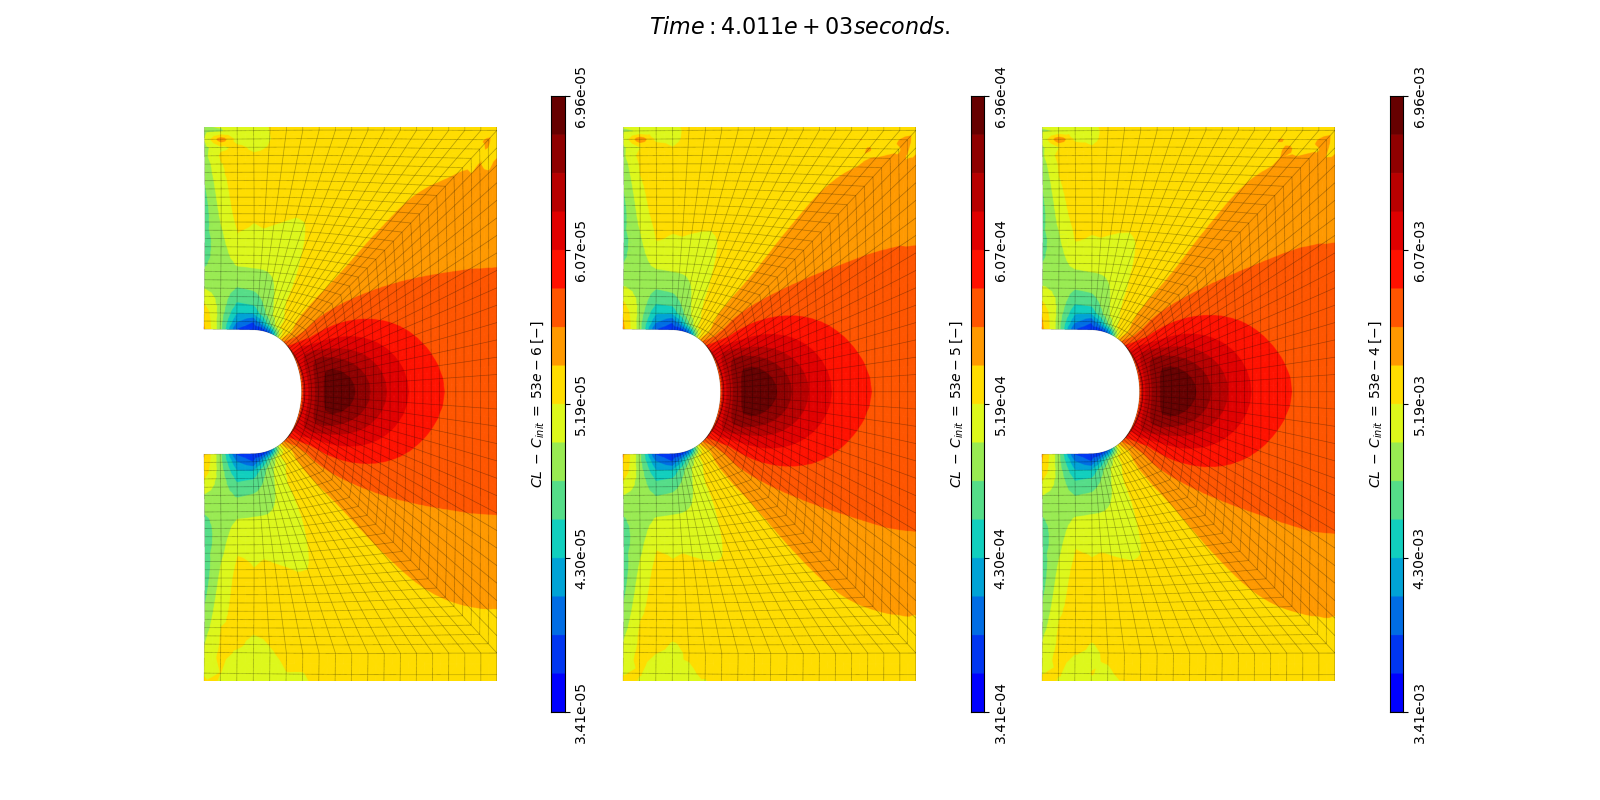 Time: 4.011e + 03seconds.
6.96e-05
6.07e-05
5.19e-05
4.30e-05
3.41e-05
CL − C_init = 53e − 6 [−]
6.96e-04
6.07e-04
5.19e-04
4.30e-04
3.41e-04
CL − C_init = 53e − 5 [−]
6.96e-03
6.07e-03
5.19e-03
4.30e-03
3.41e-03
CL − C_init = 53e − 4 [−]